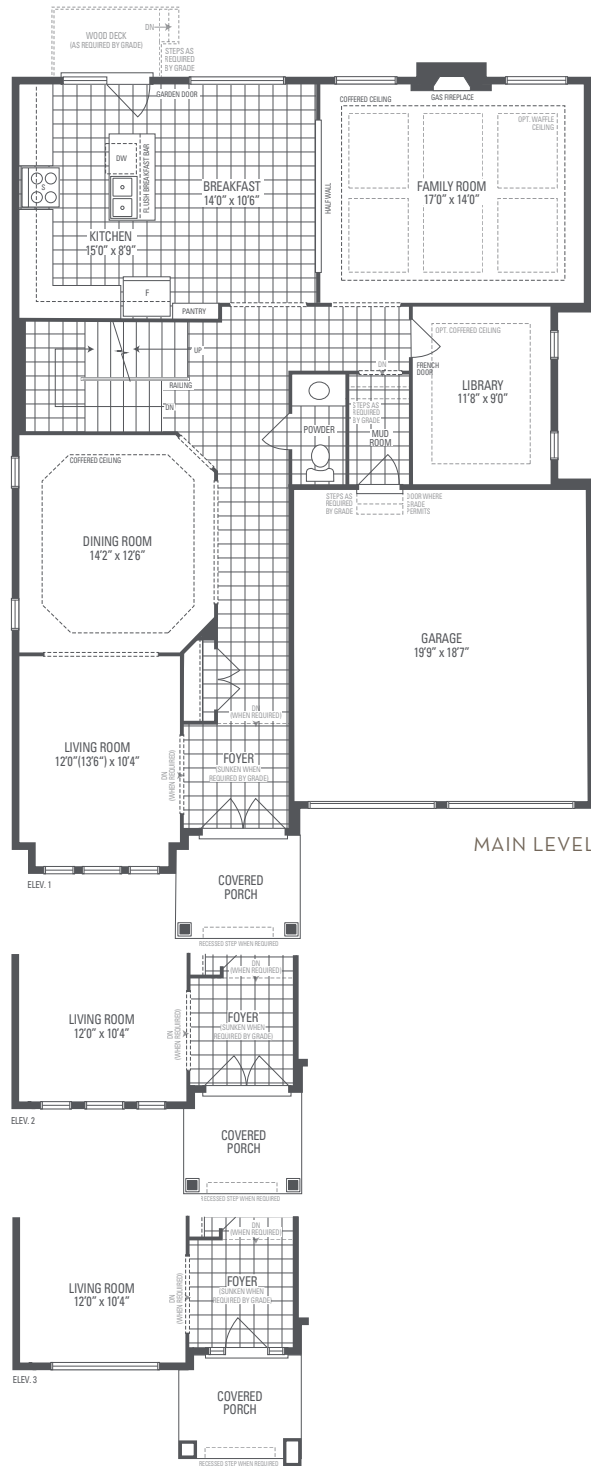 WOOD DECK
(AS REQUIRED BY GRADE)
DN
STEPS AS
REQUIRED
BY GRADE
GARDEN DOOR
COFFERED CEILING
GAS FIREPLACE
OPT. WAFFLE
CEILING
S
DW
FLUSH BREAKFAST BAR
BREAKFAST
14'0" x 10'6"
HALF WALL
FAMILY ROOM
17'0" x 14'0"
KITCHEN
15'0" x 8'9"
F
PANTRY
UP
RAILING
DN
DN
FRENCH
DOOR
OPT. COFFERED CEILING
LIBRARY
11'8" x 9'0"
POWDER
STEPS AS
REQUIRED
BY GRADE
MUD
ROOM
COFFERED CEILING
DINING ROOM
14'2" x 12'6"
STEPS AS
REQUIRED
BY GRADE
DOOR WHERE
GRADE
PERMITS
GARAGE
19'9" x 18'7"
DN
(WHEN REQUIRED)
LIVING ROOM
12'0"(13'6") x 10'4"
DN
(WHEN REQUIRED)
FOYER
(SUNKEN WHEN
REQUIRED BY GRADE)
MAIN LEVEL
ELEV. 1
COVERED
PORCH
RECESSED STEP WHEN REQUIRED
DN
(WHEN REQUIRED)
LIVING ROOM
12'0" x 10'4"
DN
(WHEN REQUIRED)
FOYER
(SUNKEN WHEN
REQUIRED BY GRADE)
ELEV. 2
COVERED
PORCH
RECESSED STEP WHEN REQUIRED
DN
(WHEN REQUIRED)
LIVING ROOM
12'0" x 10'4"
DN
(WHEN REQUIRED)
FOYER
(SUNKEN WHEN
REQUIRED BY GRADE)
ELEV. 3
COVERED
PORCH
RECESSED STEP WHEN REQUIRED